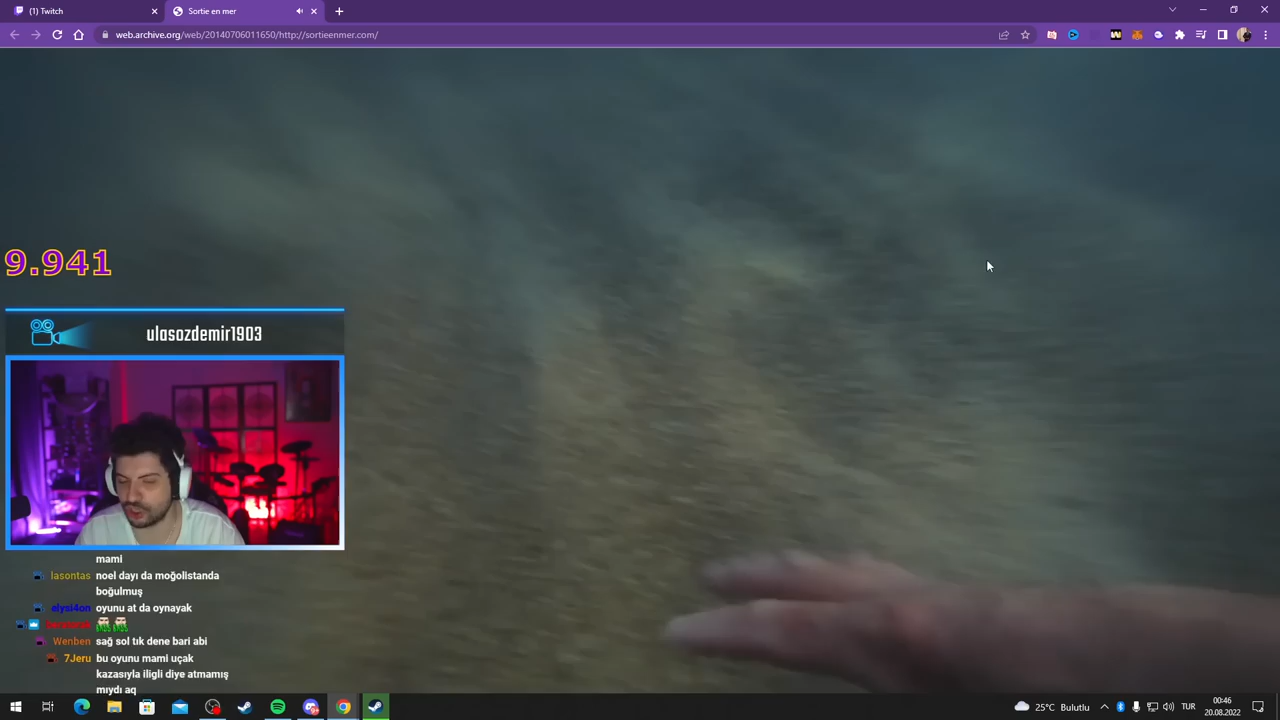 (1) Twitch
Sortie en mer
web.archive.org/web/20140706011650/http://sortieenmer.com/
9.941
ulasozdemir1903
mami
lasontas noel dayı da moğolistanda
boğulmuş
elysi4on oyunu at da oynayak
Wenben sağ sol tık dene bari abi
7Jeru bu oyunu mami uçak
kazasıyla iligli diye atmamış
mıydı aq
25°C Bulutlu
TUR
00:46
20.08.2022